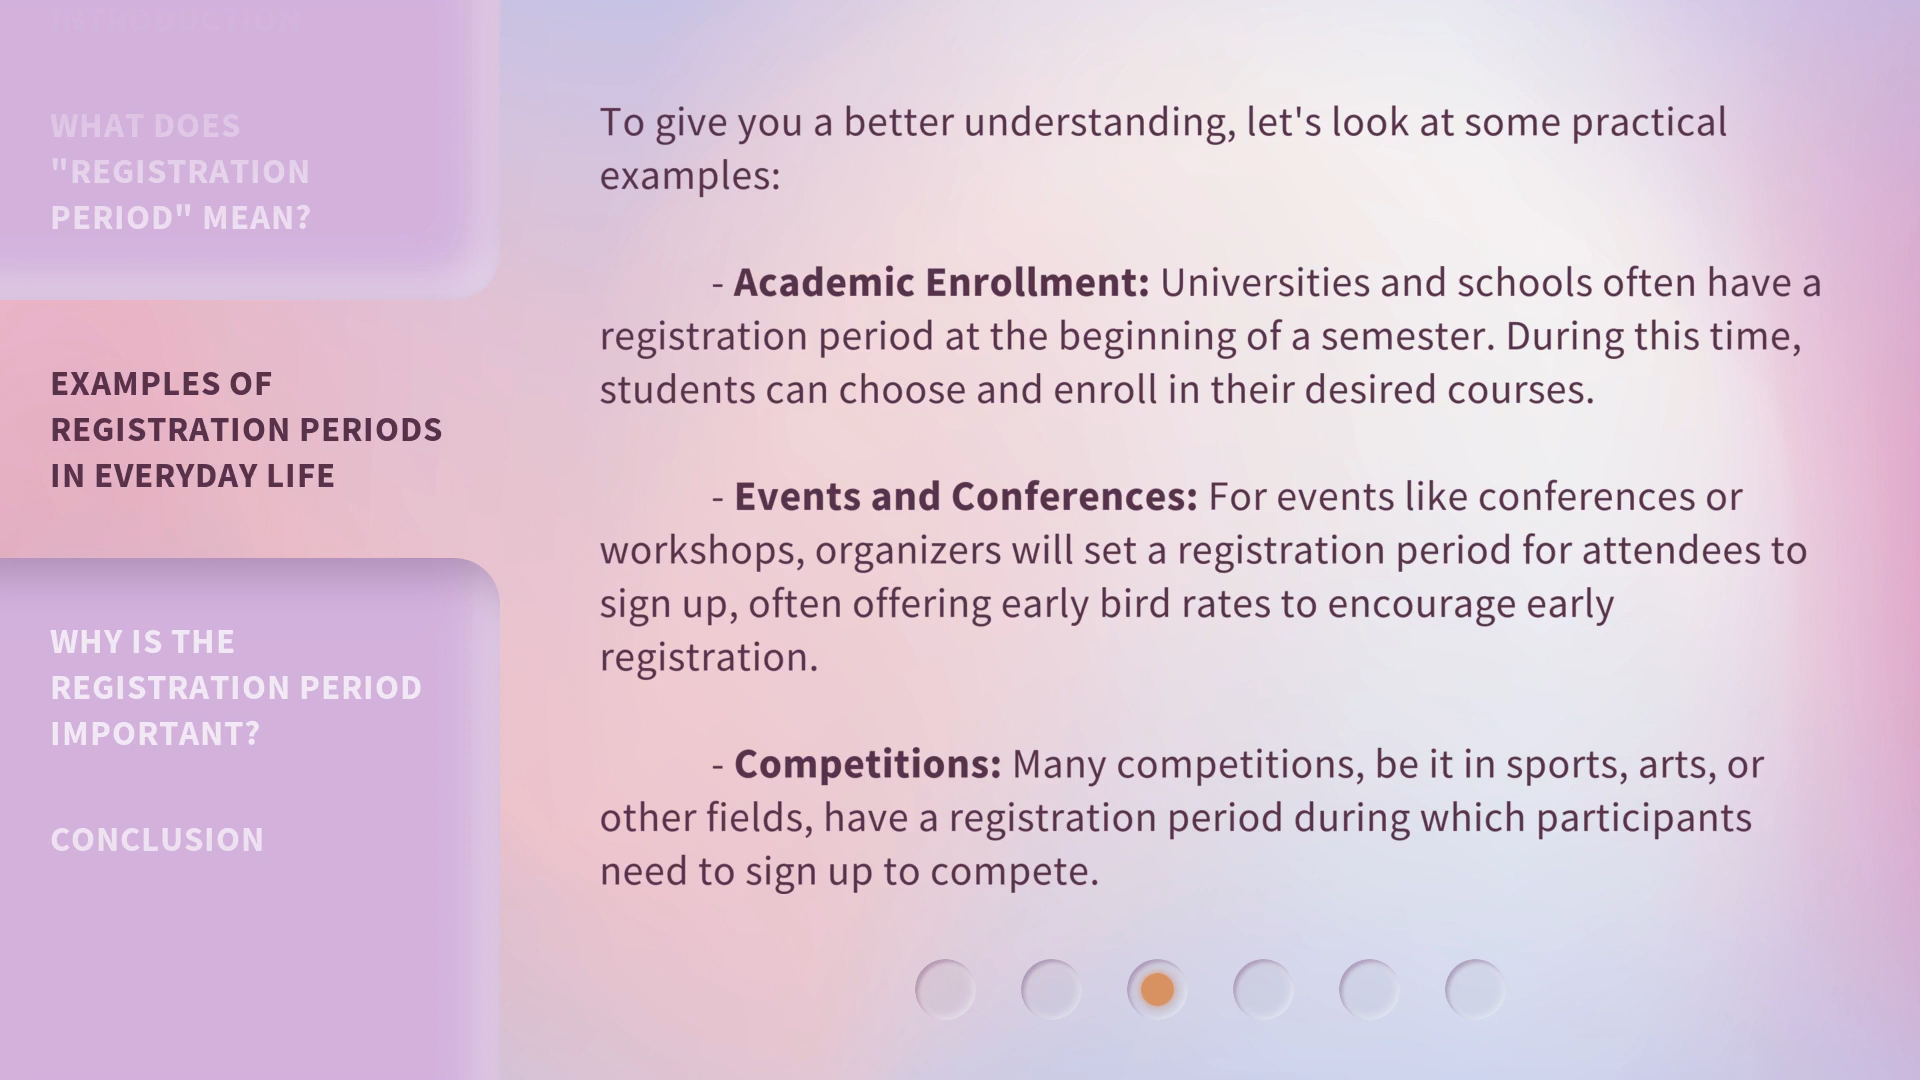 INTRODUCTION
WHAT DOES
"REGISTRATION
PERIOD" MEAN?
EXAMPLES OF
REGISTRATION PERIODS
IN EVERYDAY LIFE
WHY IS THE
REGISTRATION PERIOD
IMPORTANT?
CONCLUSION
To give you a better understanding, let's look at some practical
examples:
- Academic Enrollment: Universities and schools often have a
registration period at the beginning of a semester. During this time,
students can choose and enroll in their desired courses.
- Events and Conferences: For events like conferences or
workshops, organizers will set a registration period for attendees to
sign up, often offering early bird rates to encourage early
registration.
- Competitions: Many competitions, be it in sports, arts, or
other fields, have a registration period during which participants
need to sign up to compete.